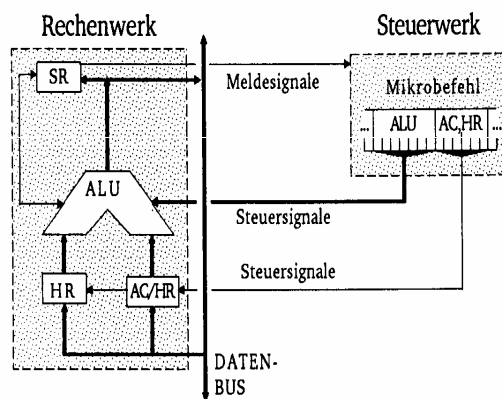 Rechenwerk
Steuerwerk
SR
Meldesignale
Mikrobefehl
... ALU AC,HR ...
ALU
Steuersignale
Steuersignale
HR
AC/HR
DATEN-
BUS